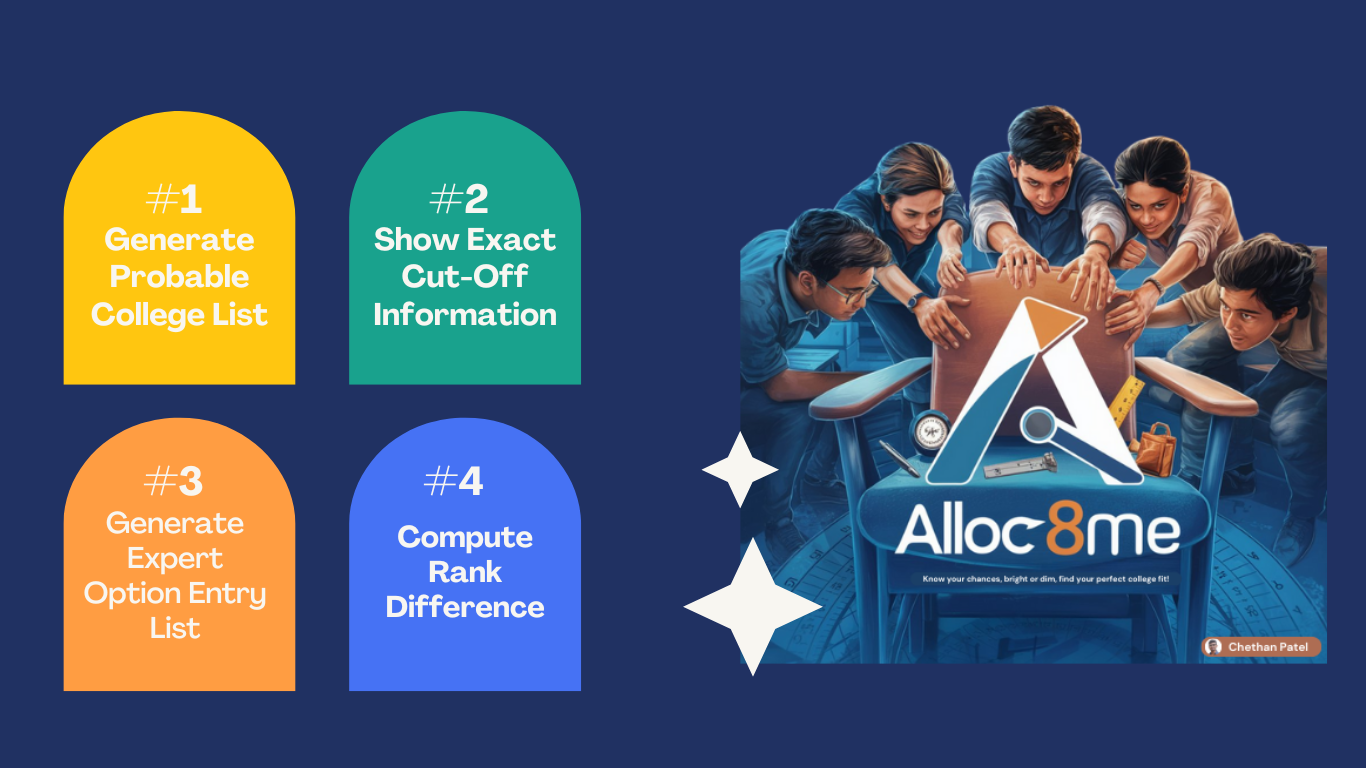 #1
Generate
Probable
College List
#2
Show Exact
Cut-Off
Information
#3
Generate
Expert
Option Entry
List
#4
Compute
Rank
Difference
Alloc8me
Know your chances, bright or dim, find your perfect college fit!
Chethan Patel